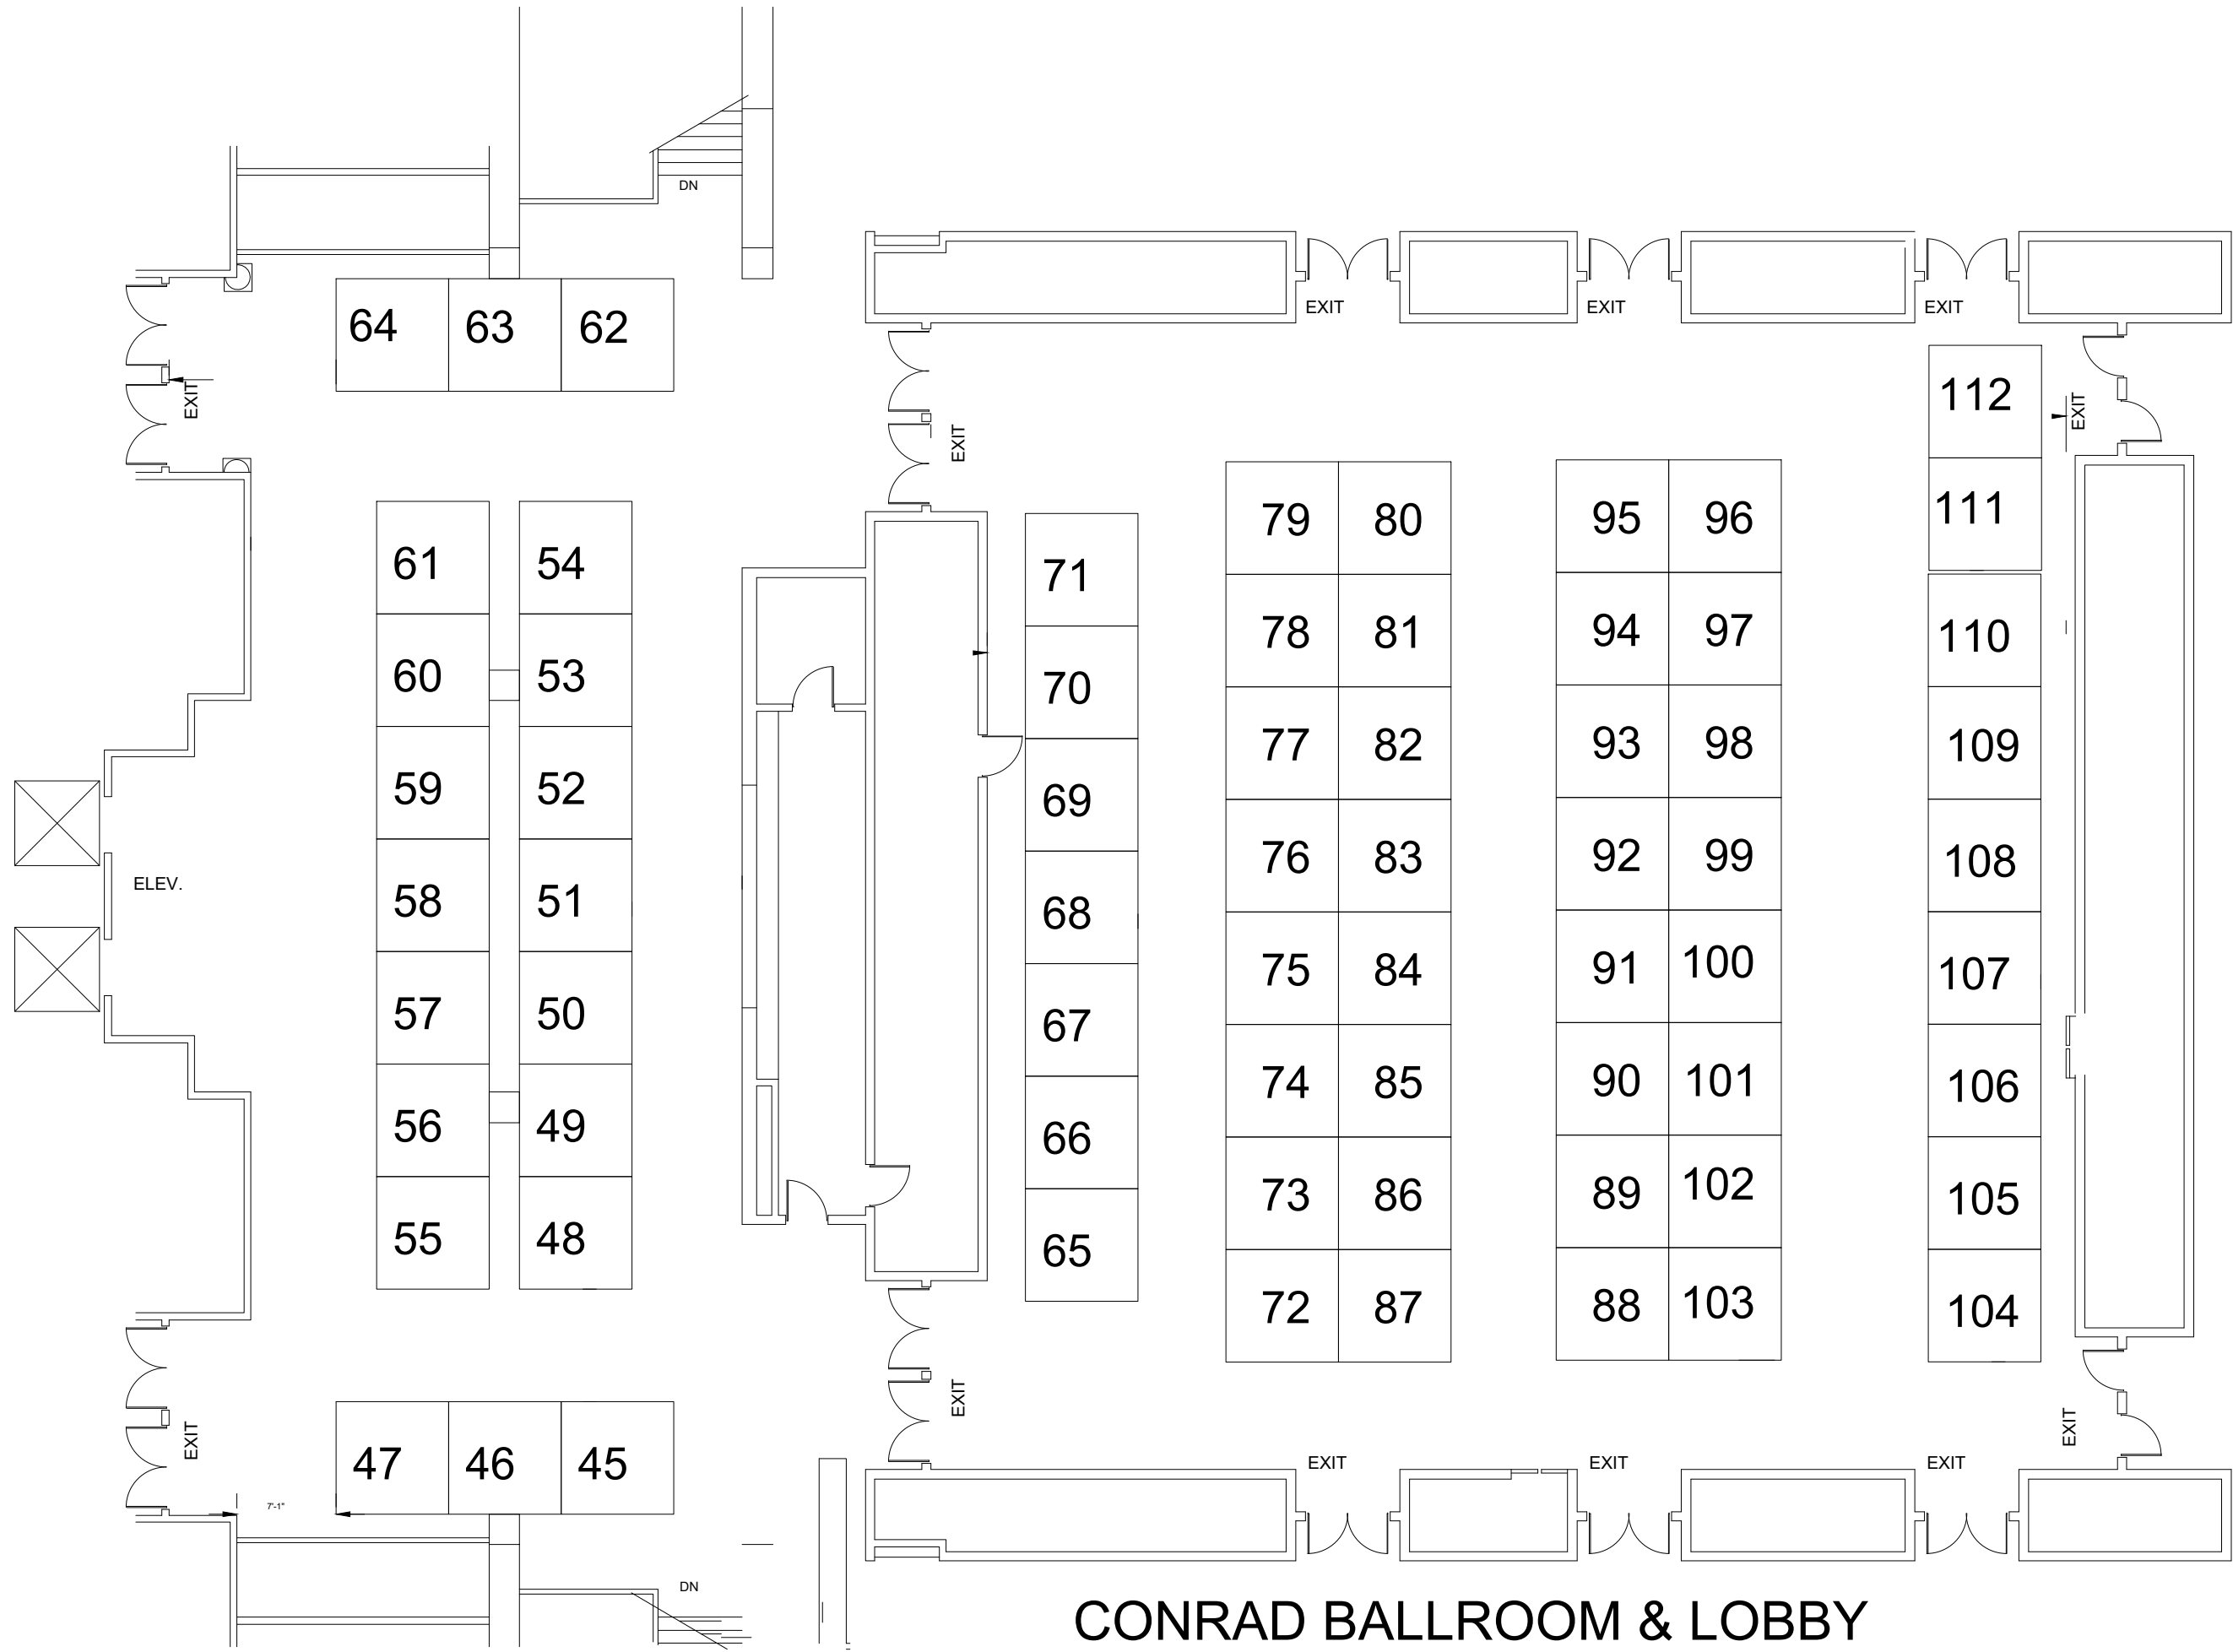 DN
EXIT EXIT EXIT
64 63 62
EXIT
EXIT
112
EXIT
111
79 80
95 96
61 54
71
78 81
94 97
110
60 53
70
77 82
93 98
109
59 52
69
76 83
92 99
108
ELEV.
58 51
68
75 84
91 100
107
57 50
67
74 85
90 101
106
56 49
66
73 86
89 102
105
55 48
65
72 87
88 103
104
EXIT
EXIT
EXIT
47 46 45
EXIT EXIT EXIT
7'-1"
DN
CONRAD BALLROOM & LOBBY